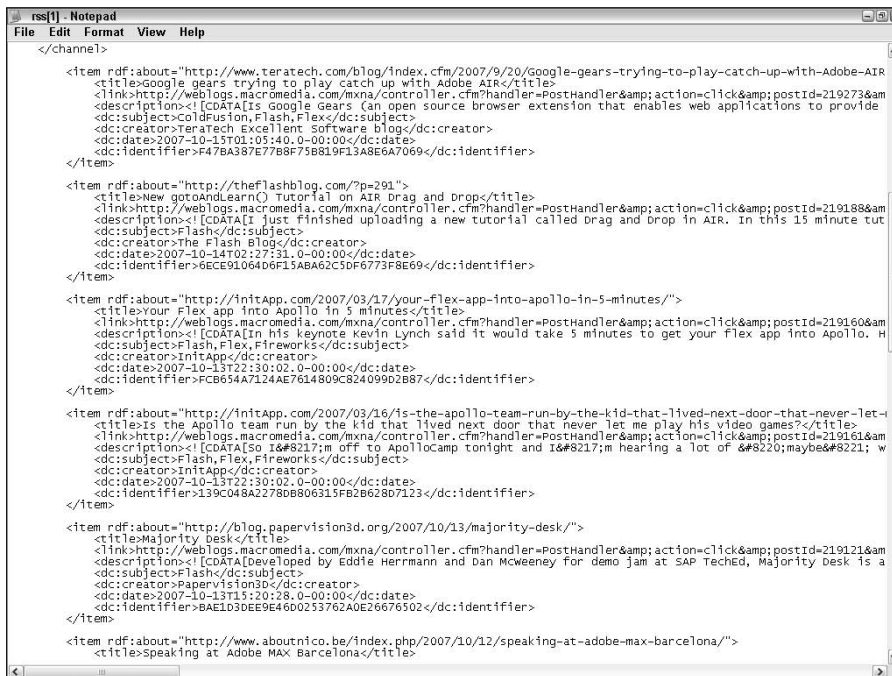 rss[1] - Notepad
File Edit Format View Help
</channel>
<item rdf:about="http://www.teratech.com/blog/index.cfm/2007/9/20/Google-gears-trying-to-play-catch-up-with-Adobe-AIR
<title>Google gears trying to play catch up with Adobe AIR</title>
<link>http://weblogs.macromedia.com/mxna/controller.cfm?handler=PostHandler&amp;action=click&amp;postId=219273&am
<description><![CDATA[Is Google Gears (an open source browser extension that enables web applications to provide
<dc:subject>ColdFusion,Flash,Flex</dc:subject>
<dc:creator>TeraTech Excellent Software blog</dc:creator>
<dc:date>2007-10-15T01:05:40.0-00:00</dc:date>
<dc:identifier>F47BA387E77B8F75B819F13A8E6A7069</dc:identifier>
</item>
<item rdf:about="http://theflashblog.com/?p=291">
<title>New gotoAndLearn() Tutorial on AIR Drag and Drop</title>
<link>http://weblogs.macromedia.com/mxna/controller.cfm?handler=PostHandler&amp;action=click&amp;postId=219188&am
<description><![CDATA[I just finished uploading a new tutorial called Drag and Drop in AIR. In this 15 minute tut
<dc:subject>Flash</dc:subject>
<dc:creator>The Flash Blog</dc:creator>
<dc:date>2007-10-14T02:27:31.0-00:00</dc:date>
<dc:identifier>6ECE91064D6F15ABA62C5DF6773F8E69</dc:identifier>
</item>
<item rdf:about="http://initApp.com/2007/03/17/your-flex-app-into-apollo-in-5-minutes/">
<title>Your Flex app into Apollo in 5 minutes</title>
<link>http://weblogs.macromedia.com/mxna/controller.cfm?handler=PostHandler&amp;action=click&amp;postId=219160&am
<description><![CDATA[In his keynote Kevin Lynch said it would take 5 minutes to get your flex app into Apollo. H
<dc:subject>Flash,Flex,Fireworks</dc:subject>
<dc:creator>InitApp</dc:creator>
<dc:date>2007-10-13T22:30:02.0-00:00</dc:date>
<dc:identifier>FCB654A7124AE7614809C824099D2B87</dc:identifier>
</item>
<item rdf:about="http://initApp.com/2007/03/16/is-the-apollo-team-run-by-the-kid-that-lived-next-door-that-never-let-
<title>Is the Apollo team run by the kid that lived next door that never let me play his video games?</title>
<link>http://weblogs.macromedia.com/mxna/controller.cfm?handler=PostHandler&amp;action=click&amp;postId=219161&am
<description><![CDATA[So I&#8217;m off to ApolloCamp tonight and I&#8217;m hearing a lot of &#8220;maybe&#8221; w
<dc:subject>Flash,Flex,Fireworks</dc:subject>
<dc:creator>InitApp</dc:creator>
<dc:date>2007-10-13T22:30:02.0-00:00</dc:date>
<dc:identifier>139C048A2278DB806315FB2B628D7123</dc:identifier>
</item>
<item rdf:about="http://blog.papervision3d.org/2007/10/13/majority-desk/">
<title>Majority Desk</title>
<link>http://weblogs.macromedia.com/mxna/controller.cfm?handler=PostHandler&amp;action=click&amp;postId=219121&am
<description><![CDATA[Developed by Eddie Herrmann and Dan McWeeney for demo jam at SAP TechEd, Majority Desk is a
<dc:subject>Flash</dc:subject>
<dc:creator>Papervision3D</dc:creator>
<dc:date>2007-10-13T15:20:28.0-00:00</dc:date>
<dc:identifier>BAE1D3DEE9E46D0253762A0E26676502</dc:identifier>
</item>
<item rdf:about="http://www.aboutnico.be/index.php/2007/10/12/speaking-at-adobe-max-barcelona/">
<title>Speaking at Adobe MAX Barcelona</title>